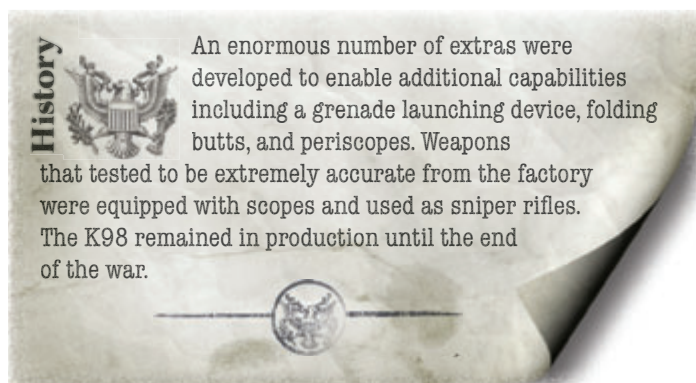 History
An enormous number of extras were
developed to enable additional capabilities
including a grenade launching device, folding
butts, and periscopes. Weapons
that tested to be extremely accurate from the factory
were equipped with scopes and used as sniper rifles.
The K98 remained in production until the end
of the war.